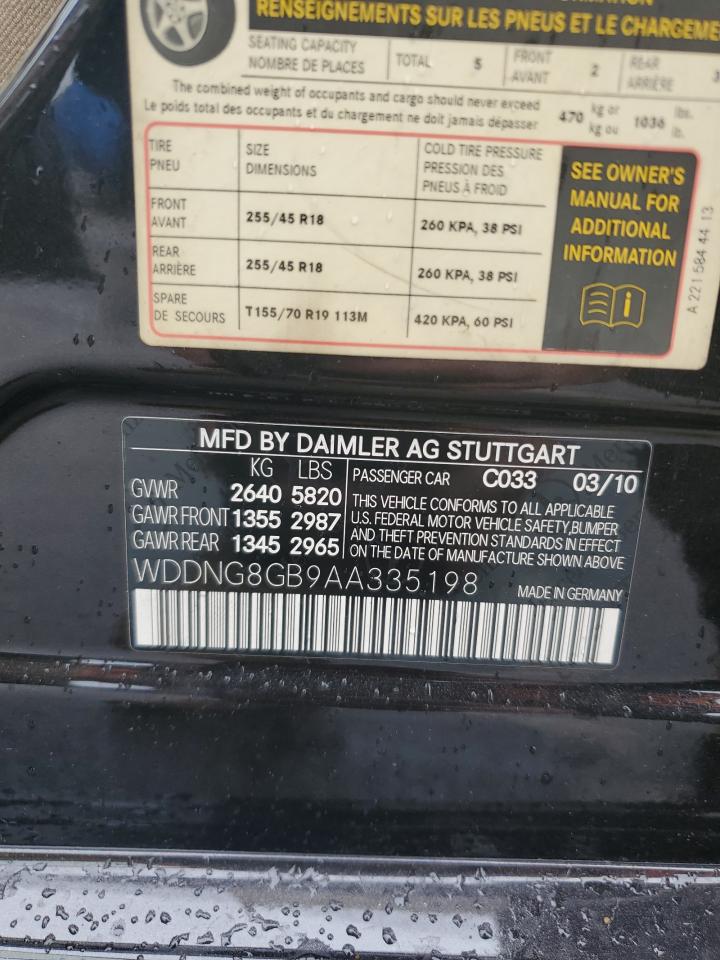 RENSEIGNEMENTS SUR LES PNEUS ET LE CHARGEME
SEATING CAPACITY
NOMBRE DE PLACES
TOTAL 5
FRONT
AVANT
2
REAR
ARRIÈRE
3
The combined weight of occupants and cargo should never exceed
Le poids total des occupants et du chargement ne doit jamais dépasser
470 kg or
kg ou
1036 lbs.
lb.
TIRE
PNEU
SIZE
DIMENSIONS
COLD TIRE PRESSURE
PRESSION DES
PNEUS À FROID
FRONT
AVANT
255/45 R18
260 KPA, 38 PSI
REAR
ARRIÈRE
255/45 R18
260 KPA, 38 PSI
SPARE
DE SECOURS
T155/70 R19 113M
420 KPA, 60 PSI
SEE OWNER'S
MANUAL FOR
ADDITIONAL
INFORMATION
A 221 584 44 13
MFD BY DAIMLER AG STUTTGART
KG LBS
GVWR 2640 5820
GAWR FRONT 1355 2987
GAWR REAR 1345 2965
PASSENGER CAR C033 03/10
THIS VEHICLE CONFORMS TO ALL APPLICABLE
U.S. FEDERAL MOTOR VEHICLE SAFETY,BUMPER
AND THEFT PREVENTION STANDARDS IN EFFECT
ON THE DATE OF MANUFACTURE SHOWN ABOVE
WDDNG8GB9AA335198
MADE IN GERMANY